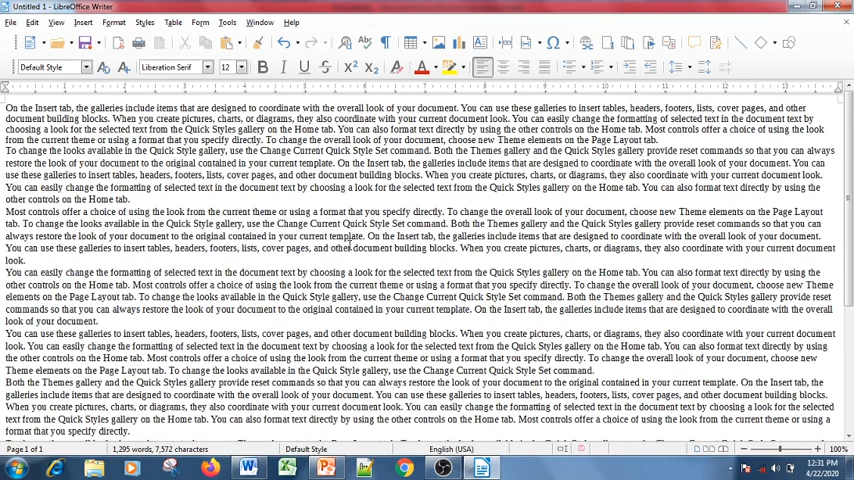 Untitled 1 - LibreOffice Writer
File Edit View Insert Format Styles Table Form Tools Window Help
Default Style Liberation Serif 12
On the Insert tab, the galleries include items that are designed to coordinate with the overall look of your document. You can use these galleries to insert tables, headers, footers, lists, cover pages, and other
document building blocks. When you create pictures, charts, or diagrams, they also coordinate with your current document look. You can easily change the formatting of selected text in the document text by
choosing a look for the selected text from the Quick Styles gallery on the Home tab. You can also format text directly by using the other controls on the Home tab. Most controls offer a choice of using the look
from the current theme or using a format that you specify directly. To change the overall look of your document, choose new Theme elements on the Page Layout tab.
To change the looks available in the Quick Style gallery, use the Change Current Quick Style Set command. Both the Themes gallery and the Quick Styles gallery provide reset commands so that you can always
restore the look of your document to the original contained in your current template. On the Insert tab, the galleries include items that are designed to coordinate with the overall look of your document. You can
use these galleries to insert tables, headers, footers, lists, cover pages, and other document building blocks. When you create pictures, charts, or diagrams, they also coordinate with your current document look.
You can easily change the formatting of selected text in the document text by choosing a look for the selected text from the Quick Styles gallery on the Home tab. You can also format text directly by using the
other controls on the Home tab.
Most controls offer a choice of using the look from the current theme or using a format that you specify directly. To change the overall look of your document, choose new Theme elements on the Page Layout
tab. To change the looks available in the Quick Style gallery, use the Change Current Quick Style Set command. Both the Themes gallery and the Quick Styles gallery provide reset commands so that you can
always restore the look of your document to the original contained in your current template. On the Insert tab, the galleries include items that are designed to coordinate with the overall look of your document.
You can use these galleries to insert tables, headers, footers, lists, cover pages, and other document building blocks. When you create pictures, charts, or diagrams, they also coordinate with your current document
look.
You can easily change the formatting of selected text in the document text by choosing a look for the selected text from the Quick Styles gallery on the Home tab. You can also format text directly by using the
other controls on the Home tab. Most controls offer a choice of using the look from the current theme or using a format that you specify directly. To change the overall look of your document, choose new Theme
elements on the Page Layout tab. To change the looks available in the Quick Style gallery, use the Change Current Quick Style Set command. Both the Themes gallery and the Quick Styles gallery provide reset
commands so that you can always restore the look of your document to the original contained in your current template. On the Insert tab, the galleries include items that are designed to coordinate with the overall
look of your document.
You can use these galleries to insert tables, headers, footers, lists, cover pages, and other document building blocks. When you create pictures, charts, or diagrams, they also coordinate with your current document
look. You can easily change the formatting of selected text in the document text by choosing a look for the selected text from the Quick Styles gallery on the Home tab. You can also format text directly by using
the other controls on the Home tab. Most controls offer a choice of using the look from the current theme or using a format that you specify directly. To change the overall look of your document, choose new
Theme elements on the Page Layout tab. To change the looks available in the Quick Style gallery, use the Change Current Quick Style Set command.
Both the Themes gallery and the Quick Styles gallery provide reset commands so that you can always restore the look of your document to the original contained in your current template. On the Insert tab, the
galleries include items that are designed to coordinate with the overall look of your document. You can use these galleries to insert tables, headers, footers, lists, cover pages, and other document building blocks.
When you create pictures, charts, or diagrams, they also coordinate with your current document look. You can easily change the formatting of selected text in the document text by choosing a look for the selected
text from the Quick Styles gallery on the Home tab. You can also format text directly by using the other controls on the Home tab. Most controls offer a choice of using the look from the current theme or using a
format that you specify directly.
Page 1 of 1 1,295 words, 7,572 characters Default Style English (USA) 100%
12:31 PM
4/22/2020